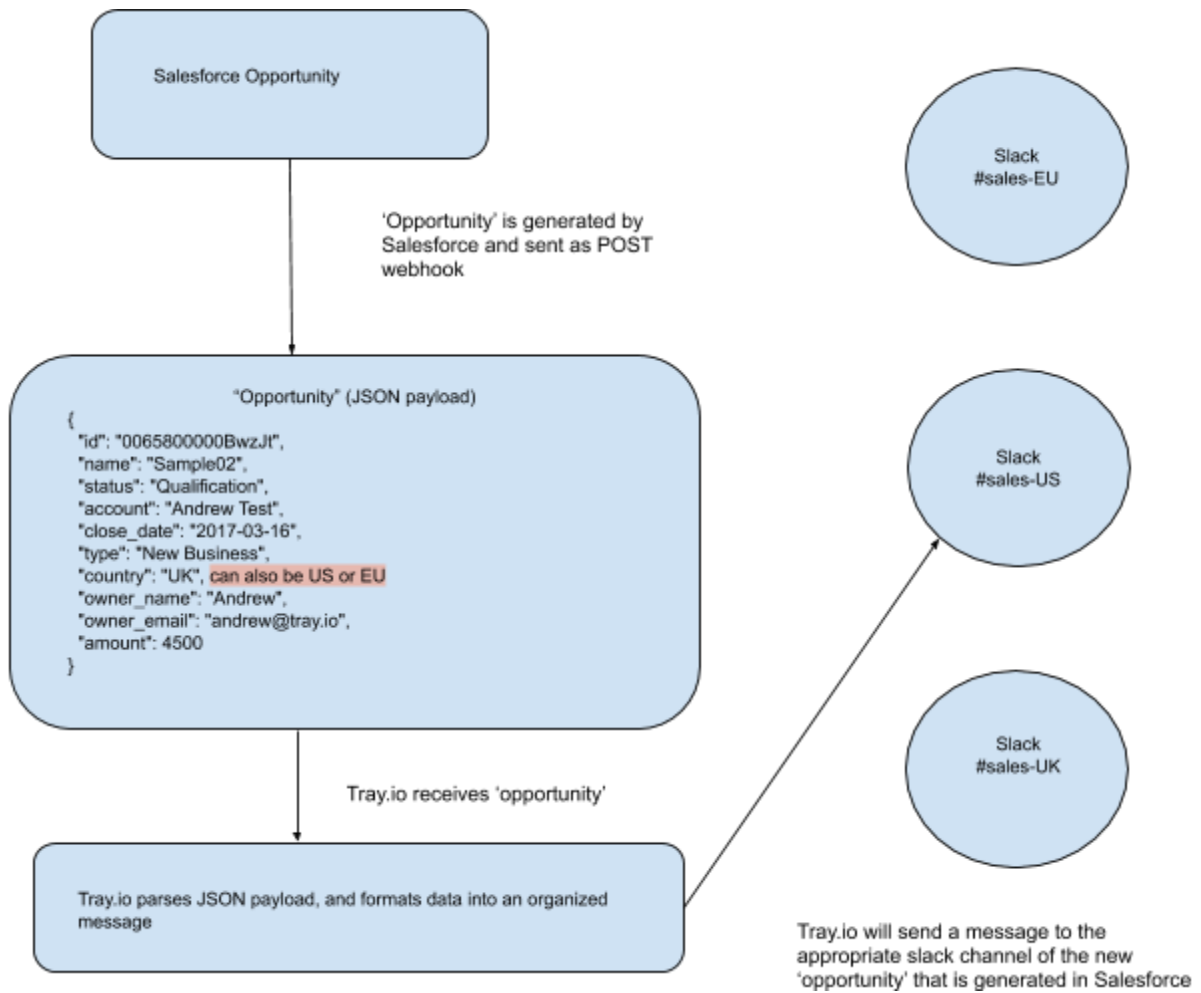 Salesforce Opportunity
‘Opportunity’ is generated by
Salesforce and sent as POST
webhook
“Opportunity” (JSON payload)
{
"id": "0065800000BwzJt",
"name": "Sample02",
"status": "Qualification",
"account": "Andrew Test",
"close_date": "2017-03-16",
"type": "New Business",
"country": "UK", can also be US or EU
"owner_name": "Andrew",
"owner_email": "andrew@tray.io",
"amount": 4500
}
Tray.io receives ‘opportunity’
Tray.io parses JSON payload, and formats data into an organized
message
Slack
#sales-EU
Slack
#sales-US
Slack
#sales-UK
Tray.io will send a message to the
appropriate slack channel of the new
‘opportunity’ that is generated in Salesforce